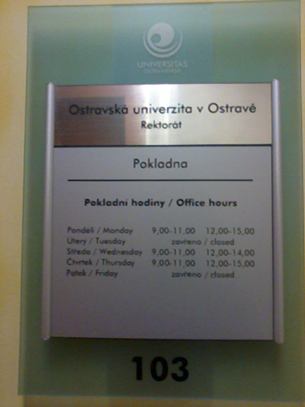 UNIVERSITAS
OSTRAVIENSIS
Ostravská univerzita v Ostravě
Rektorát
Pokladna
Pokladní hodiny / Office hours
Pondělí / Monday 9,00-11,00 12,00-15,00
Úterý / Tuesday zavřeno / closed
Středa / Wednesday 9,00-11,00 12,00-14,00
Čtvrtek / Thursday 9,00-11,00 12,00-15,00
Pátek / Friday zavřeno / closed
103